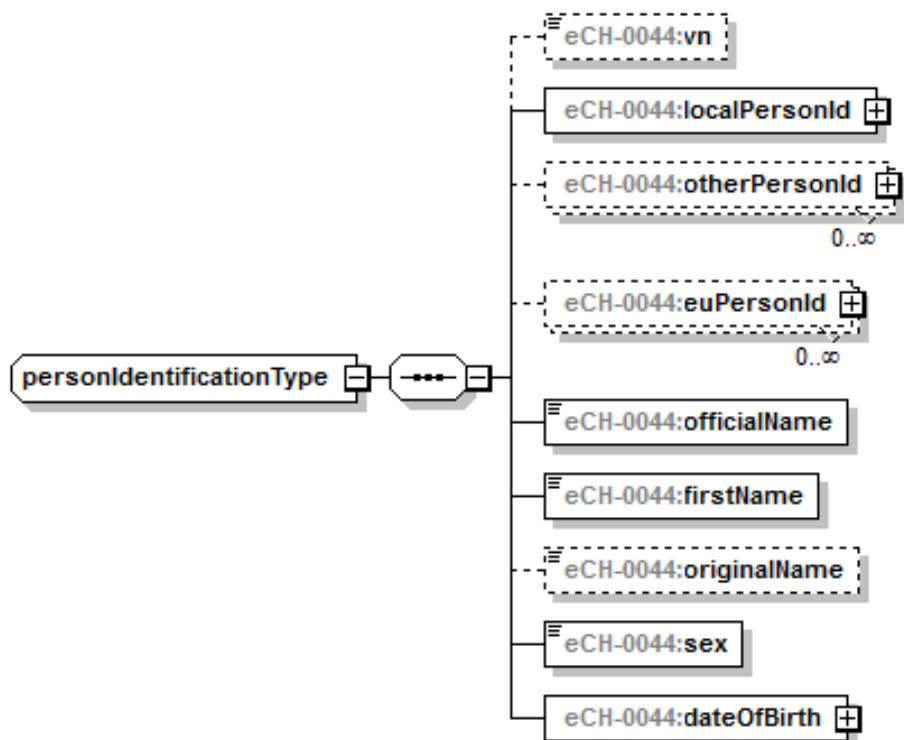 eCH-0044:vn
eCH-0044:localPersonId
eCH-0044:otherPersonId
0..∞
eCH-0044:euPersonId
0..∞
personIdentificationType
eCH-0044:officialName
eCH-0044:firstName
eCH-0044:originalName
eCH-0044:sex
eCH-0044:dateOfBirth